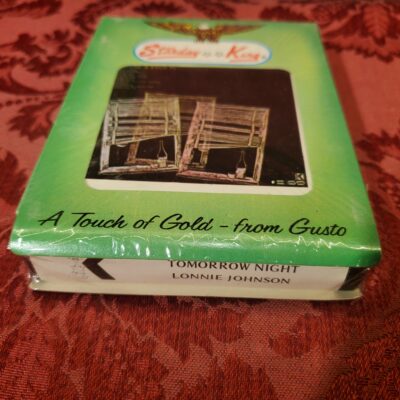 Starday King
A Touch of Gold - from Gusto
TOMORROW NIGHT
LONNIE JOHNSON